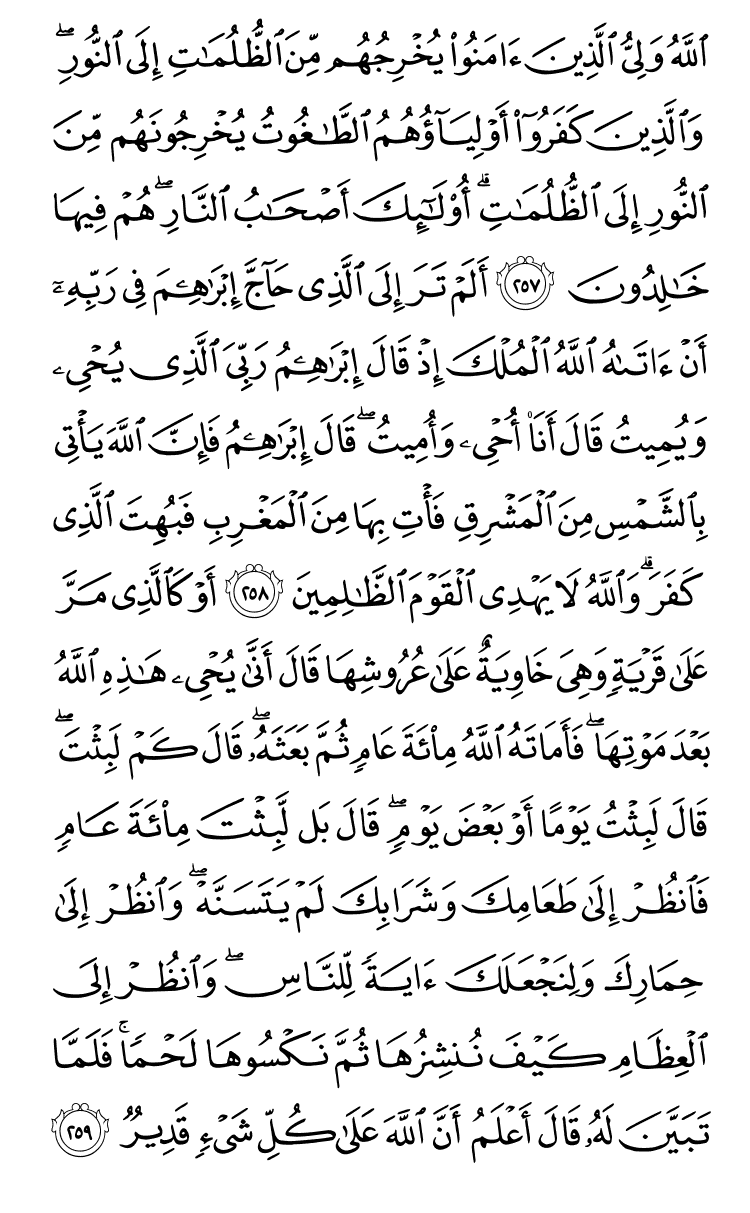 ٱللَّهُ وَلِيُّ ٱلَّذِينَ ءَامَنُوا۟ يُخْرِجُهُم مِّنَ ٱلظُّلُمَـٰتِ إِلَى ٱلنُّورِ ۖ
وَٱلَّذِينَ كَفَرُوٓا۟ أَوْلِيَآؤُهُمُ ٱلطَّـٰغُوتُ يُخْرِجُونَهُم مِّنَ
ٱلنُّورِ إِلَى ٱلظُّلُمَـٰتِ ۗ أُو۟لَـٰٓئِكَ أَصْحَـٰبُ ٱلنَّارِ ۖ هُمْ فِيهَا
خَـٰلِدُونَ ٢٥٧ أَلَمْ تَرَ إِلَى ٱلَّذِى حَآجَّ إِبْرَٰهِـۧمَ فِى رَبِّهِۦٓ
أَنْ ءَاتَىٰهُ ٱللَّهُ ٱلْمُلْكَ إِذْ قَالَ إِبْرَٰهِـۧمُ رَبِّىَ ٱلَّذِى يُحْىِۦ
وَيُمِيتُ قَالَ أَنَا۠ أُحْىِۦ وَأُمِيتُ ۖ قَالَ إِبْرَٰهِـۧمُ فَإِنَّ ٱللَّهَ يَأْتِى
بِٱلشَّمْسِ مِنَ ٱلْمَشْرِقِ فَأْتِ بِهَا مِنَ ٱلْمَغْرِبِ فَبُهِتَ ٱلَّذِى
كَفَرَ ۗ وَٱللَّهُ لَا يَهْدِى ٱلْقَوْمَ ٱلظَّـٰلِمِينَ ٢٥٨ أَوْ كَٱلَّذِى مَرَّ
عَلَىٰ قَرْيَةٍ وَهِىَ خَاوِيَةٌ عَلَىٰ عُرُوشِهَا قَالَ أَنَّىٰ يُحْىِۦ هَـٰذِهِ ٱللَّهُ
بَعْدَ مَوْتِهَا ۖ فَأَمَاتَهُ ٱللَّهُ مِا۟ئَةَ عَامٍ ثُمَّ بَعَثَهُۥ ۖ قَالَ كَمْ لَبِثْتَ ۖ
قَالَ لَبِثْتُ يَوْمًا أَوْ بَعْضَ يَوْمٍ ۖ قَالَ بَل لَّبِثْتَ مِا۟ئَةَ عَامٍ
فَٱنظُرْ إِلَىٰ طَعَامِكَ وَشَرَابِكَ لَمْ يَتَسَنَّهْ ۖ وَٱنظُرْ إِلَىٰ
حِمَارِكَ وَلِنَجْعَلَكَ ءَايَةً لِّلنَّاسِ ۖ وَٱنظُرْ إِلَى
ٱلْعِظَامِ كَيْفَ نُنشِزُهَا ثُمَّ نَكْسُوهَا لَحْمًا ۚ فَلَمَّا
تَبَيَّنَ لَهُۥ قَالَ أَعْلَمُ أَنَّ ٱللَّهَ عَلَىٰ كُلِّ شَىْءٍ قَدِيرٌ ٢٥٩